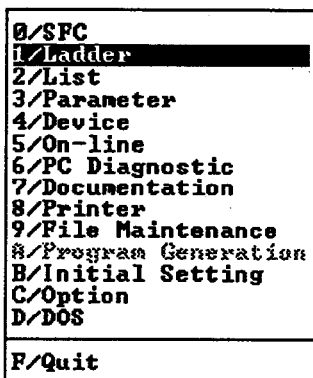 0/SFC
1/Ladder
2/List
3/Parameter
4/Device
5/On-line
6/PC Diagnostic
7/Documentation
8/Printer
9/File Maintenance
A/Program Generation
B/Initial Setting
C/Option
D/DOS
F/Quit